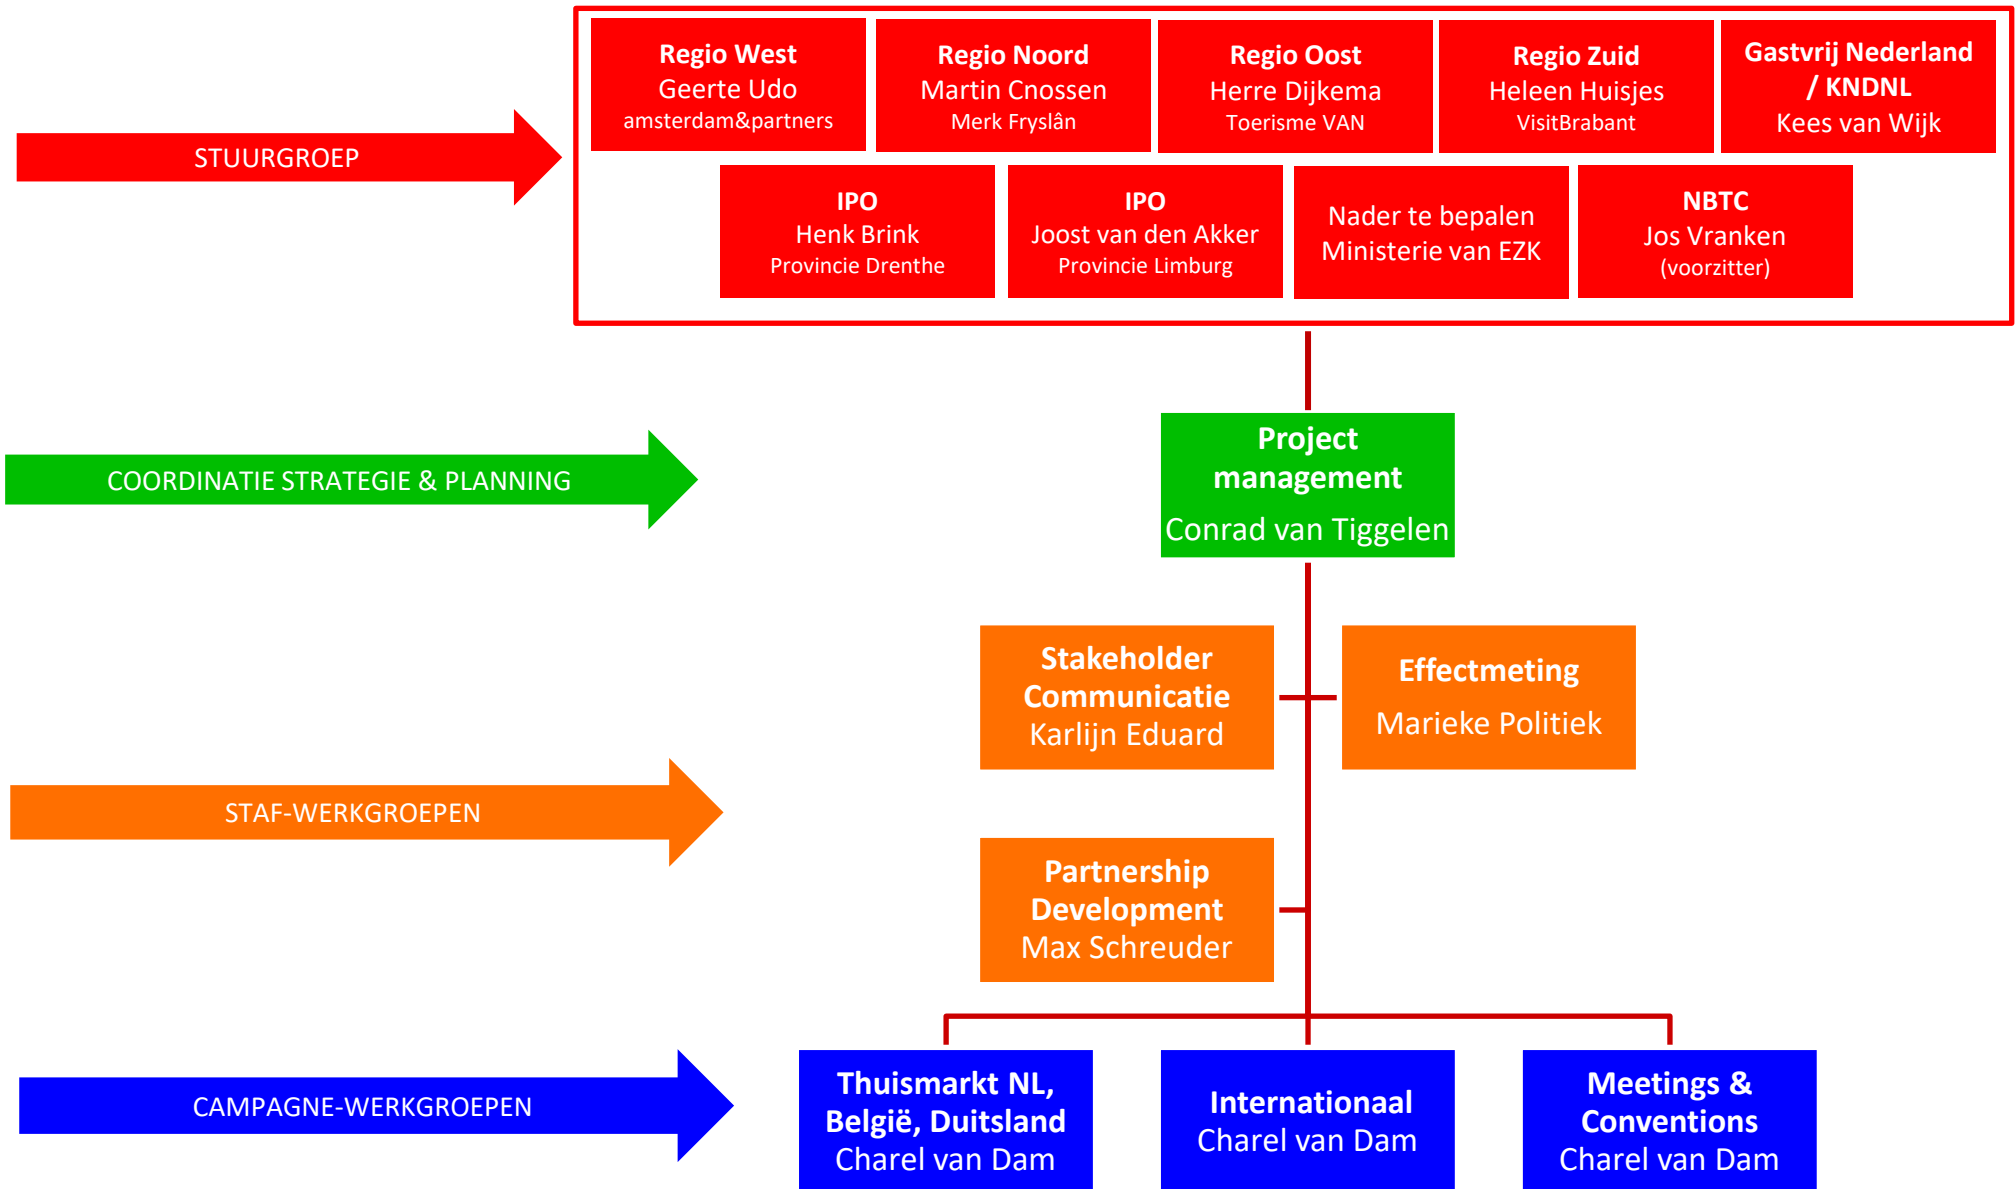 Regio West
Geerte Udo
amsterdam&partners
Regio Noord
Martin Cnossen
Merk Fryslân
Regio Oost
Herre Dijkema
Toerisme VAN
Regio Zuid
Heleen Huisjes
VisitBrabant
Gastvrij Nederland
/ KNDNL
Kees van Wijk
STUURGROEP
IPO
Henk Brink
Provincie Drenthe
IPO
Joost van den Akker
Provincie Limburg
Nader te bepalen
Ministerie van EZK
NBTC
Jos Vranken
(voorzitter)
COORDINATIE STRATEGIE & PLANNING
Project
management
Conrad van Tiggelen
Stakeholder
Communicatie
Karlijn Eduard
Effectmeting
Marieke Politiek
STAF-WERKGROEPEN
Partnership
Development
Max Schreuder
CAMPAGNE-WERKGROEPEN
Thuismarkt NL,
België, Duitsland
Charel van Dam
Internationaal
Charel van Dam
Meetings &
Conventions
Charel van Dam